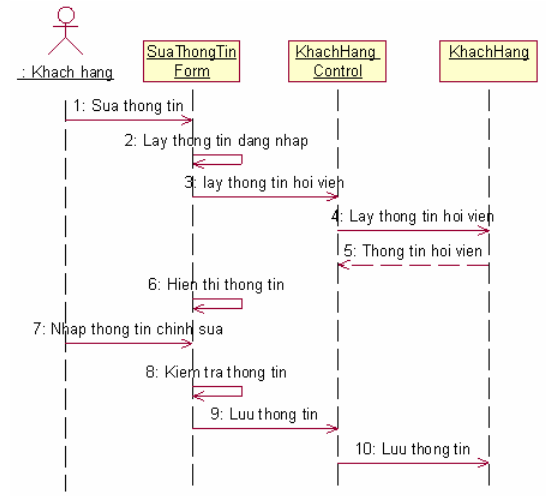 : Khach hang
SuaThongTin
Form
KhachHang
Control
KhachHang
1: Sua thong tin
2: Lay thong tin dang nhap
3: lay thong tin hoi vien
4: Lay thong tin hoi vien
5: Thong tin hoi vien
6: Hien thi thong tin
7: Nhap thong tin chinh sua
8: Kiem tra thong tin
9: Luu thong tin
10: Luu thong tin